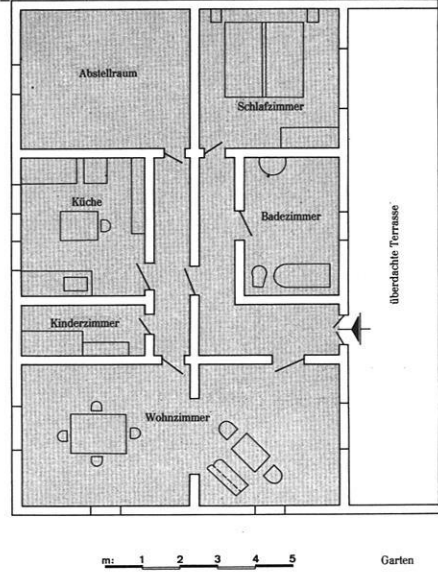 Abstellraum
Schlafzimmer
Küche
Badezimmer
überdachte Terrasse
Kinderzimmer
Wohnzimmer
m: 1 2 3 4 5
Garten